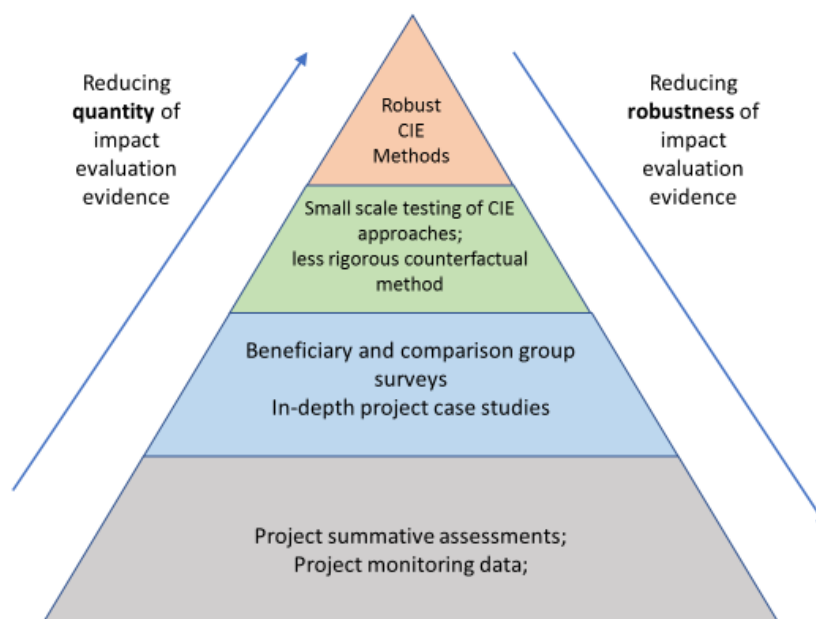 Reducing
quantity of
impact
evaluation
evidence
Reducing
robustness of
impact
evaluation
evidence
Robust
CIE
Methods
Small scale testing of CIE
approaches;
less rigorous counterfactual
method
Beneficiary and comparison group
surveys
In-depth project case studies
Project summative assessments;
Project monitoring data;